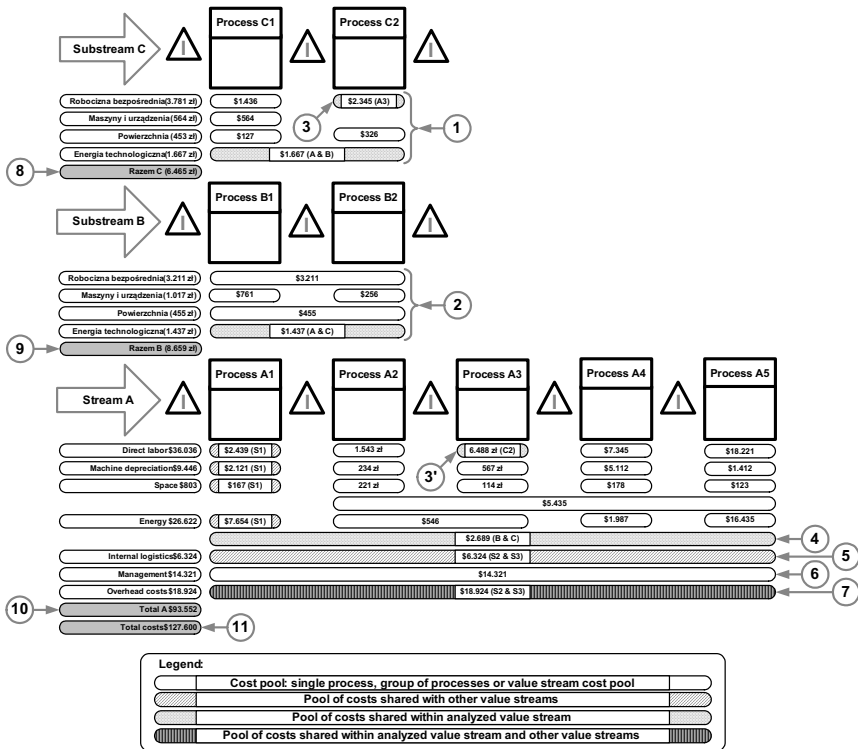 Process C1 Process C2
Substream C
Robocizna bezpośrednia(3.781 zł) $1.436 $2.345 (A3)
Maszyny i urządzenia(564 zł) $564 3 1
Powierzchnia (453 zł) $127 $326
Energia technologiczna(1.667 zł) $1.667 (A & B)
8 Razem C (6.465 zł)
Process B1 Process B2
Substream B
Robocizna bezpośrednia(3.211 zł) $3.211
Maszyny i urządzenia(1.017 zł) $761 $256 2
Powierzchnia (455 zł) $455
Energia technologiczna(1.437 zł) $1.437 (A & C)
9 Razem B (8.659 zł)
Process A1 Process A2 Process A3 Process A4 Process A5
Stream A
Direct labor$36.036 $2.439 (S1) 1.543 zł 6.488 zł (C2) $7.345 $18.221
Machine depreciation$9.446 $2.121 (S1) 234 zł 567 zł $5.112 $1.412
3'
Space $803 $167 (S1) 221 zł 114 zł $178 $123
$5.435
Energy$26.622 $7.654 (S1) $546 $1.987 $16.435
$2.689 (B & C) 4
Internal logistics$6.324 $6.324 (S2 & S3) 5
Management$14.321 $14.321 6
Overhead costs$18.924 $18.924 (S2 & S3) 7
10 Total A$93.552
Total costs$127.600 11
Legend:
Cost pool: single process, group of processes or value stream cost pool
Pool of costs shared with other value streams
Pool of costs shared within analyzed value stream
Pool of costs shared within analyzed value stream and other value streams